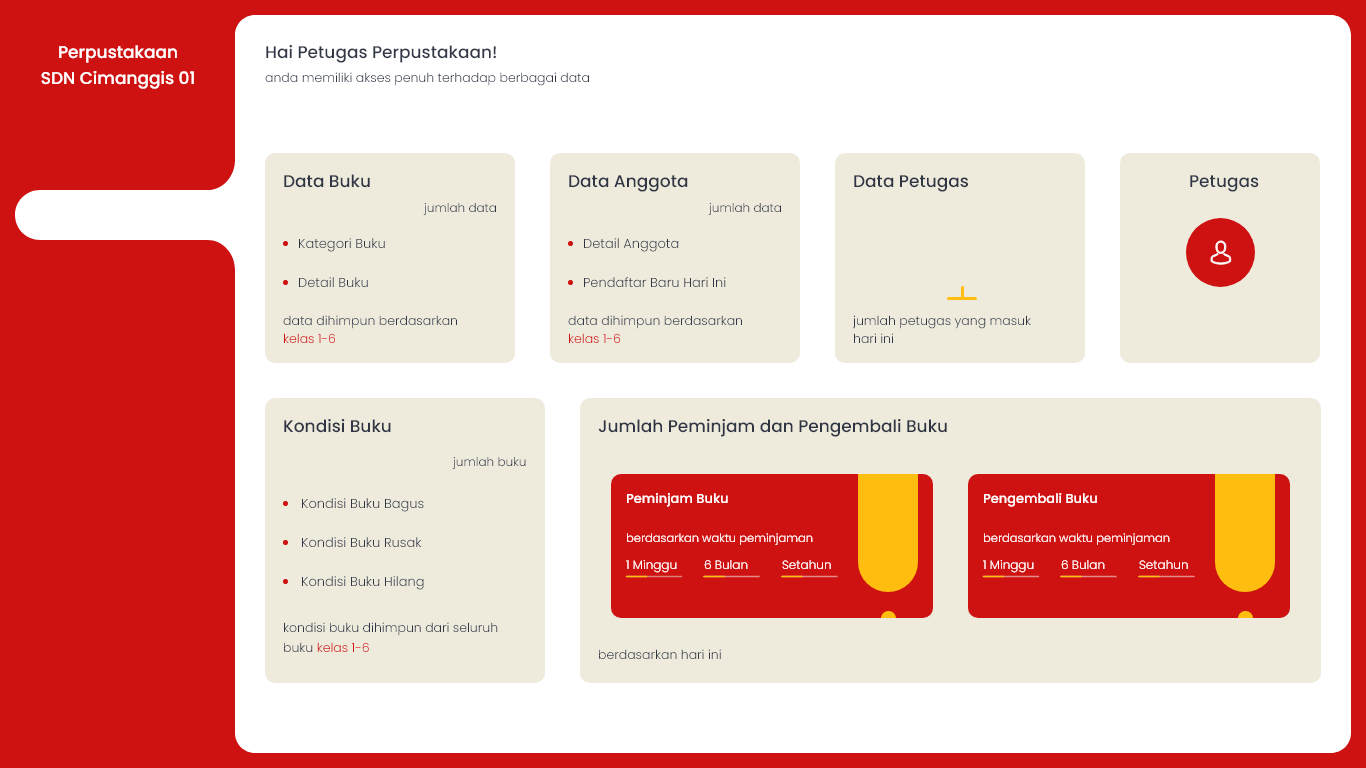 Perpustakaan
SDN Cimanggis 01
Hai Petugas Perpustakaan!
anda memiliki akses penuh terhadap berbagai data
Data Buku
jumlah data
Kategori Buku
Detail Buku
data dihimpun berdasarkan
kelas 1-6
Data Anggota
jumlah data
Detail Anggota
Pendaftar Baru Hari Ini
data dihimpun berdasarkan
kelas 1-6
Data Petugas
jumlah petugas yang masuk
hari ini
Petugas
Kondisi Buku
jumlah buku
Kondisi Buku Bagus
Kondisi Buku Rusak
Kondisi Buku Hilang
kondisi buku dihimpun dari seluruh
buku kelas 1-6
Jumlah Peminjam dan Pengembali Buku
Peminjam Buku
berdasarkan waktu peminjaman
1 Minggu 6 Bulan Setahun
Pengembali Buku
berdasarkan waktu peminjaman
1 Minggu 6 Bulan Setahun
berdasarkan hari ini